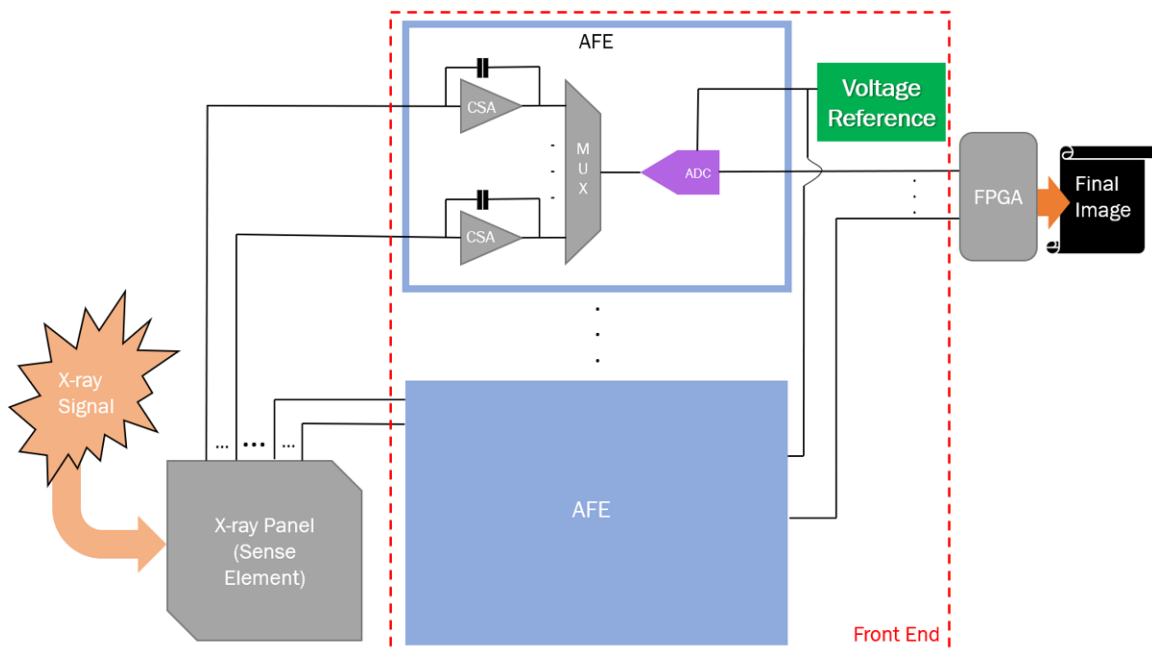 AFE
CSA
M
U
X
CSA
ADC
Voltage
Reference
FPGA
Final
Image
X-ray
Signal
... ... ...
X-ray Panel
(Sense
Element)
AFE
Front End